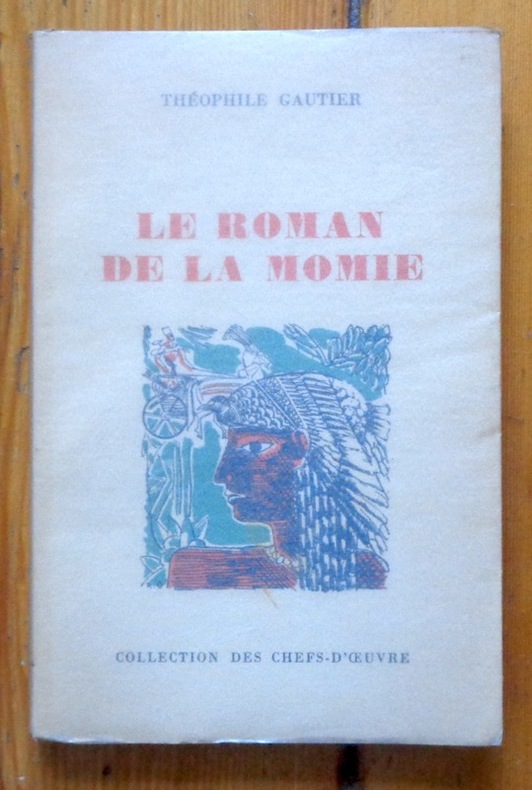 THÉOPHILE GAUTIER
LE ROMAN
DE LA MOMIE
COLLECTION DES CHEFS-D'ŒUVRE